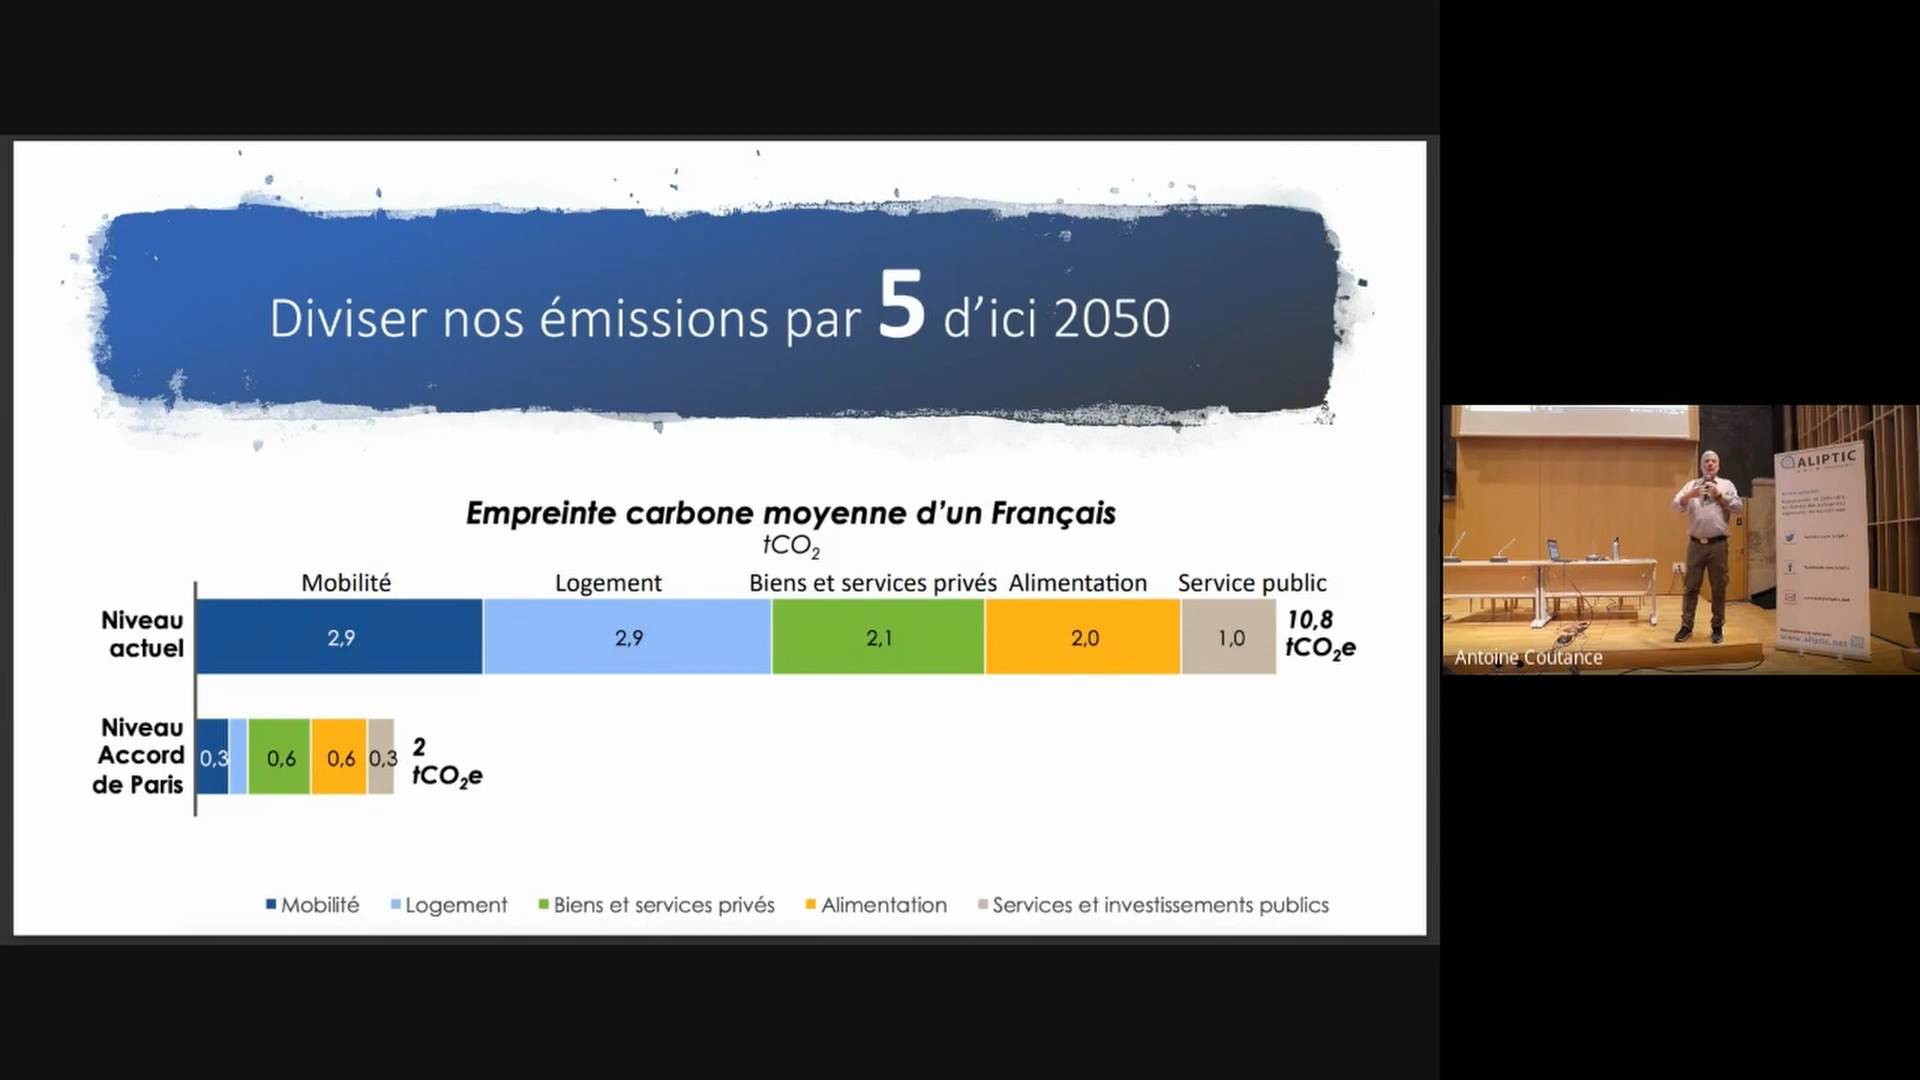 Diviser nos émissions par 5 d’ici 2050
Empreinte carbone moyenne d’un Français
tCO₂
Mobilité Logement Biens et services privés Alimentation Service public
Niveau actuel
2,9 2,9 2,1 2,0 1,0
10,8 tCO₂e
Niveau Accord de Paris
0,3 0,6 0,6 0,3
2 tCO₂e
Mobilité Logement Biens et services privés Alimentation Services et investissements publics
ALIPTIC
www.aliptic.net
Antoine Coutance